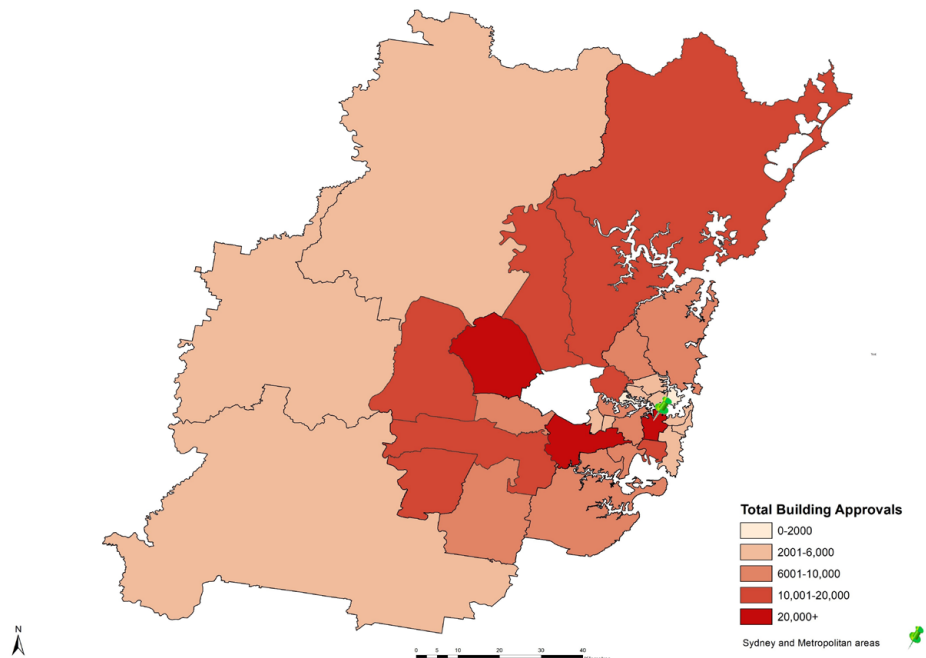 Total Building Approvals
0-2000
2001-6,000
6001-10,000
10,001-20,000
20,000+
Sydney and Metropolitan areas
N
0 5 10 20 30 40